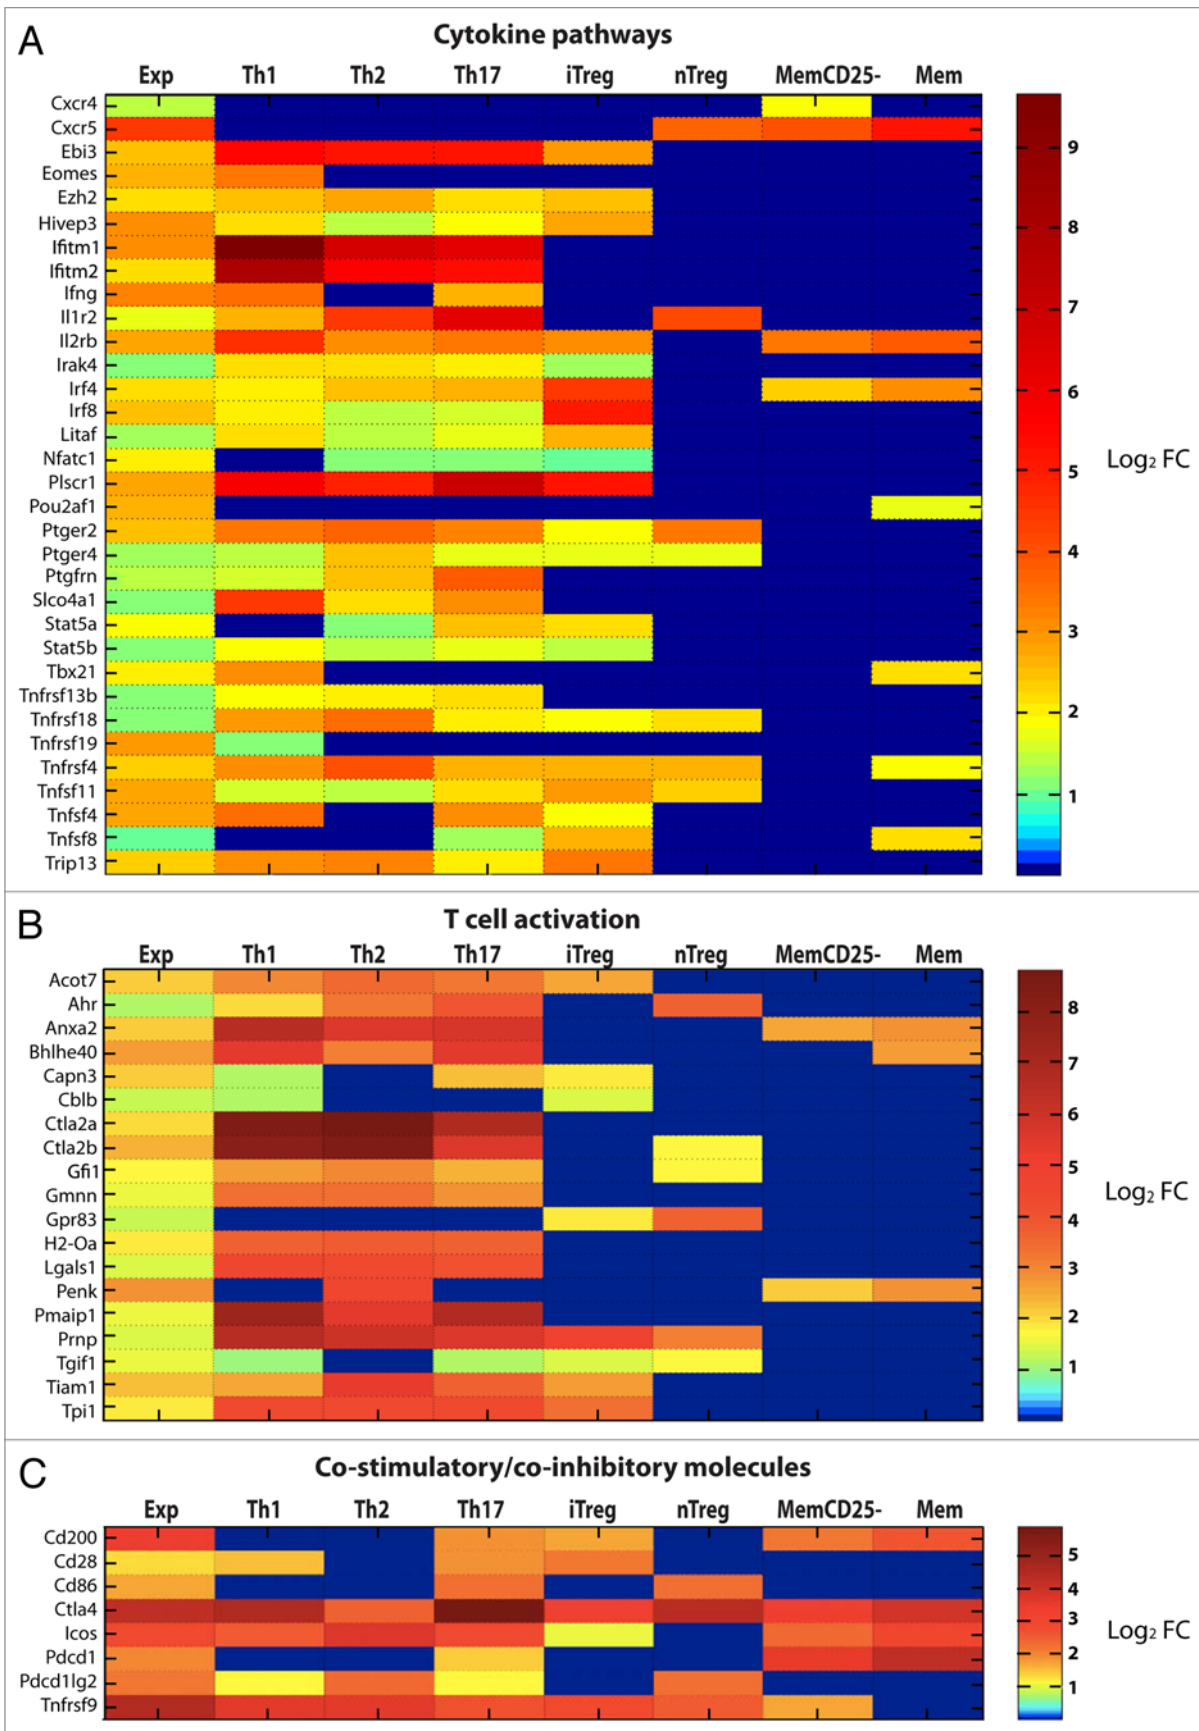 A
Cytokine pathways
Exp Th1 Th2 Th17 iTreg nTreg MemCD25- Mem
Cxcr4
Cxcr5
Ebi3
Eomes
Ezh2
Hivep3
Ifitm1
Ifitm2
Ifng
Il1r2
Il2rb
Irak4
Irf4
Irf8
Litaf
Nfatc1
Plscr1
Pou2af1
Ptger2
Ptger4
Ptgfrn
Slco4a1
Stat5a
Stat5b
Tbx21
Tnfrsf13b
Tnfrsf18
Tnfrsf19
Tnfrsf4
Tnfsf11
Tnfsf4
Tnfsf8
Trip13
9
8
7
6
5
4
3
2
1
Log2 FC
B
T cell activation
Exp Th1 Th2 Th17 iTreg nTreg MemCD25- Mem
Acot7
Ahr
Anxa2
Bhlhe40
Capn3
Cblb
Ctla2a
Ctla2b
Gfi1
Gmnn
Gpr83
H2-Oa
Lgals1
Penk
Pmaip1
Prnp
Tgif1
Tiam1
Tpi1
8
7
6
5
4
3
2
1
Log2 FC
C
Co-stimulatory/co-inhibitory molecules
Exp Th1 Th2 Th17 iTreg nTreg MemCD25- Mem
Cd200
Cd28
Cd86
Ctla4
Icos
Pdcd1
Pdcd1lg2
Tnfrsf9
5
4
3
2
1
Log2 FC